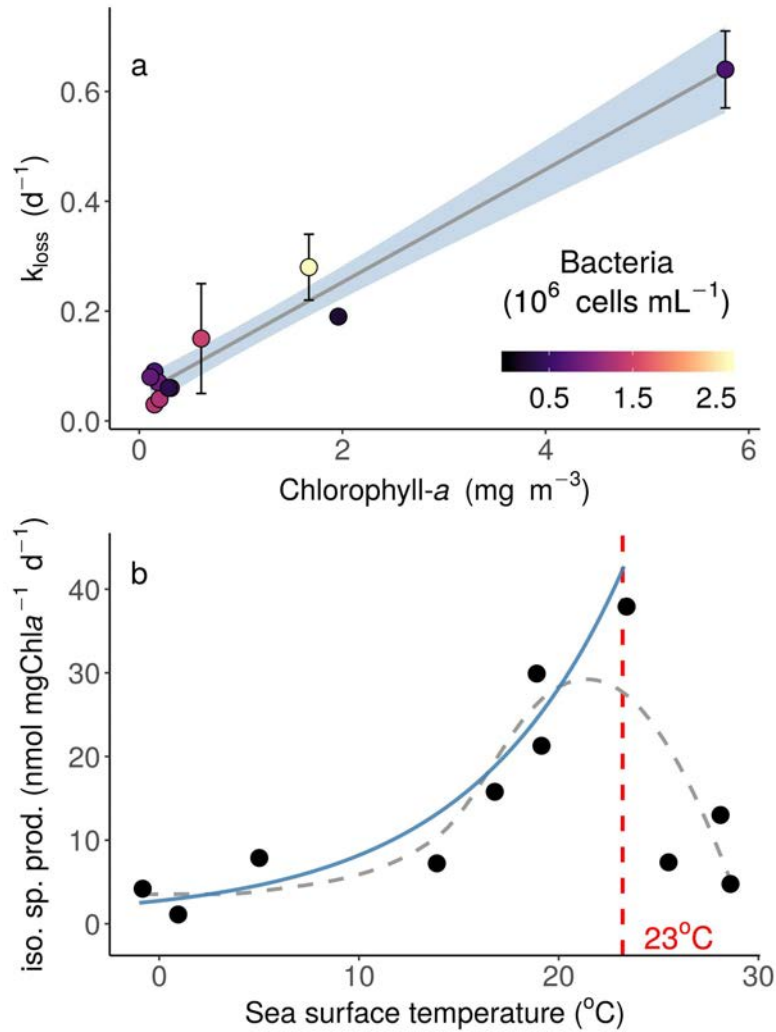 a
0.6
0.4
0.2
0.0
k_loss (d⁻¹)
Bacteria
(10⁶ cells mL⁻¹)
0.5 1.5 2.5
0 2 4 6
Chlorophyll-a (mg m⁻³)
b
40
30
20
10
0
iso. sp. prod. (nmol mgChla⁻¹ d⁻¹)
23°C
0 10 20 30
Sea surface temperature (°C)